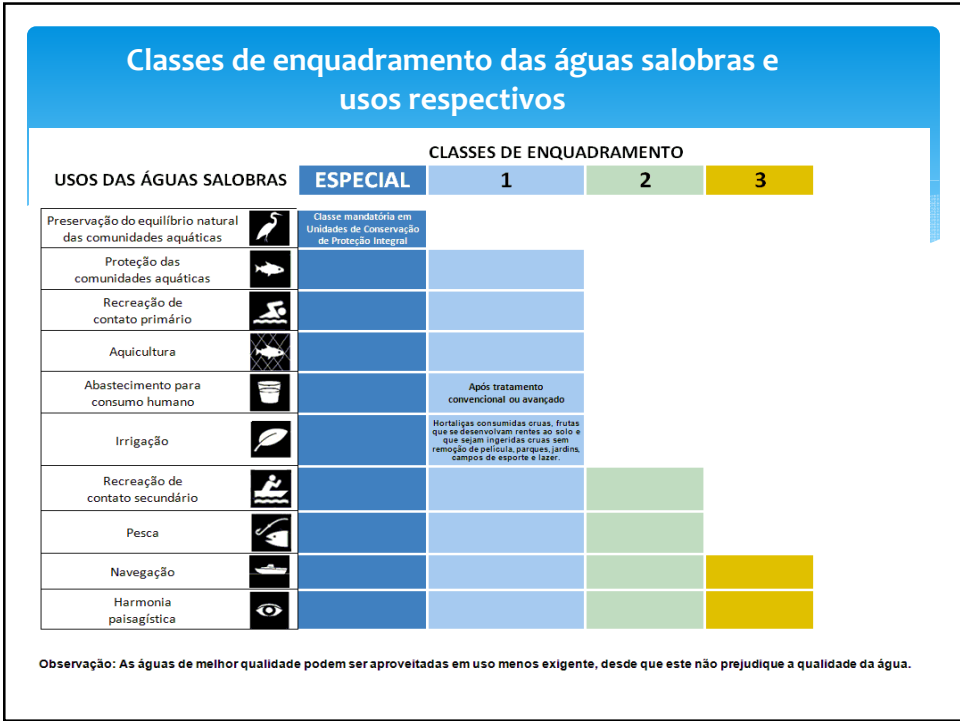 Classes de enquadramento das águas salobras e
usos respectivos
CLASSES DE ENQUADRAMENTO
USOS DAS ÁGUAS SALOBRAS
ESPECIAL
1
2
3
Preservação do equilíbrio natural
das comunidades aquáticas
Classe mandatória em
Unidades de Conservação
de Proteção Integral
Proteção das
comunidades aquáticas
Recreação de
contato primário
Aquicultura
Abastecimento para
consumo humano
Após tratamento
convencional ou avançado
Irrigação
Hortaliças consumidas cruas, frutas
que se desenvolvam rentes ao solo e
que sejam ingeridas cruas sem
remoção de película, parques, jardins,
campos de esporte e lazer.
Recreação de
contato secundário
Pesca
Navegação
Harmonia
paisagística
Observação: As águas de melhor qualidade podem ser aproveitadas em uso menos exigente, desde que este não prejudique a qualidade da água.